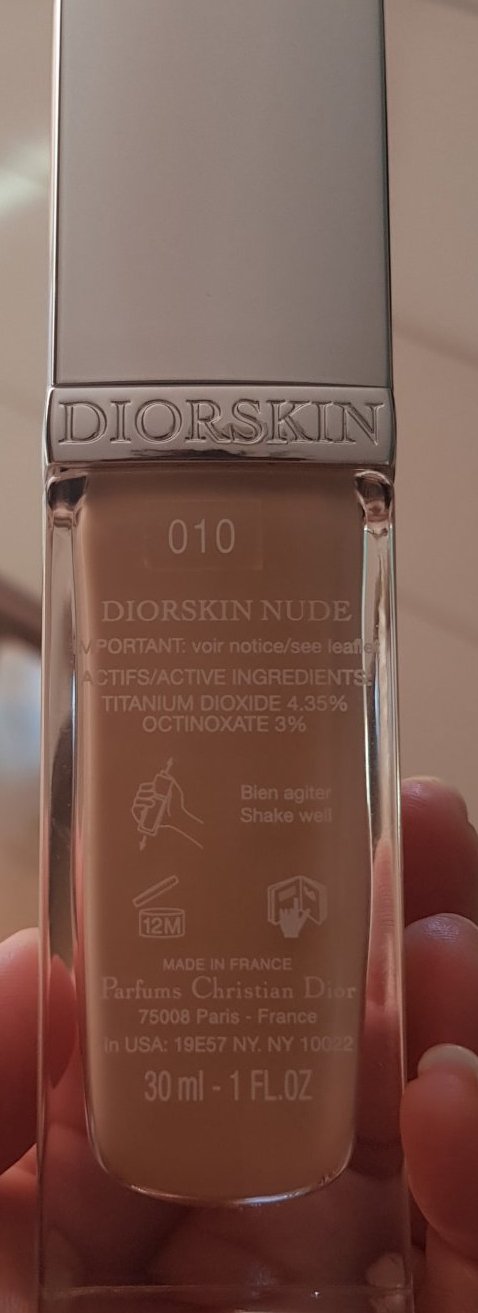 DIORSKIN
010
DIORSKIN NUDE
IMPORTANT: voir notice/see leaflet
ACTIFS/ACTIVE INGREDIENTS:
TITANIUM DIOXIDE 4.35%
OCTINOXATE 3%
Bien agiter
Shake well
12M
MADE IN FRANCE
Parfums Christian Dior
75008 Paris - France
In USA: 19E57 NY. NY 10022
30 ml - 1 FL.OZ